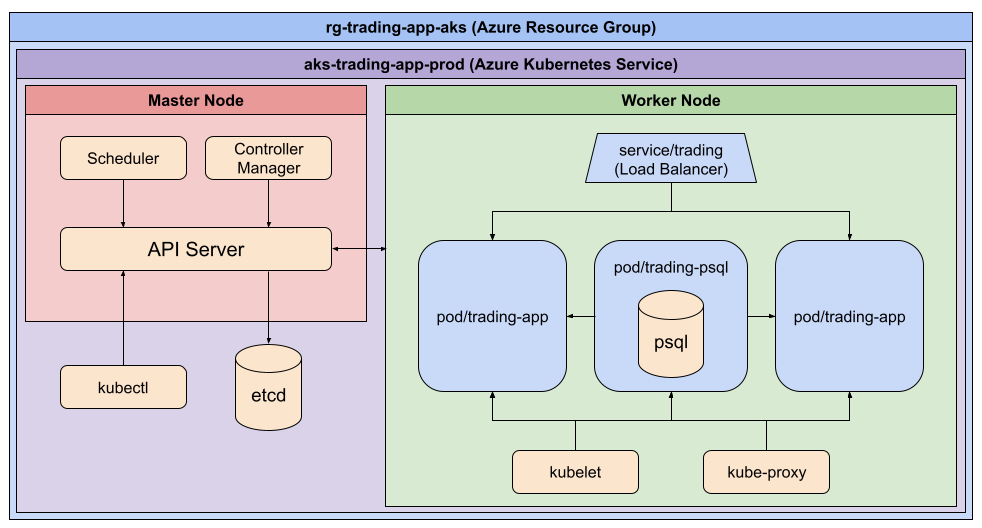 rg-trading-app-aks (Azure Resource Group)
aks-trading-app-prod (Azure Kubernetes Service)
Master Node
Scheduler
Controller
Manager
API Server
kubectl
etcd
Worker Node
service/trading
(Load Balancer)
pod/trading-app
pod/trading-psql
psql
pod/trading-app
kubelet
kube-proxy